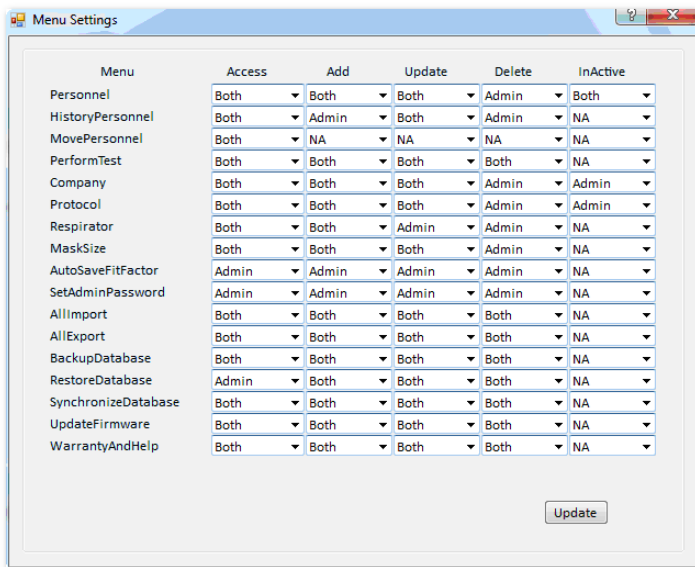 Menu Settings
?
X
Menu Access Add Update Delete InActive
Personnel Both Both Both Admin Both
HistoryPersonnel Both Admin Both Admin NA
MovePersonnel Both NA NA NA NA
PerformTest Both Both Both Both NA
Company Both Both Both Admin Admin
Protocol Both Both Both Admin Admin
Respirator Both Both Admin Admin NA
MaskSize Both Both Both Admin NA
AutoSaveFitFactor Admin Admin Admin Admin NA
SetAdminPassword Admin Admin Admin Admin NA
AllImport Both Both Both Both NA
AllExport Both Both Both Both NA
BackupDatabase Both Both Both Both NA
RestoreDatabase Admin Both Both Both NA
SynchronizeDatabase Both Both Both Both NA
UpdateFirmware Both Both Both Both NA
WarrantyAndHelp Both Both Both Both NA
Update